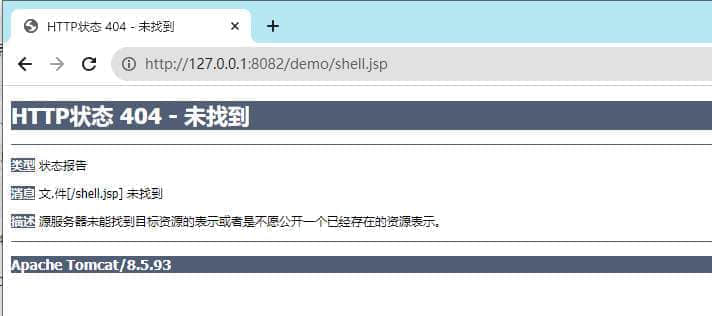 HTTP状态 404 - 未找到
http://127.0.0.1:8082/demo/shell.jsp
HTTP状态 404 - 未找到
类型 状态报告
消息 文.件[/shell.jsp] 未找到
描述 源服务器未能找到目标资源的表示或者是不愿公开一个已经存在的资源表示。
Apache Tomcat/8.5.93